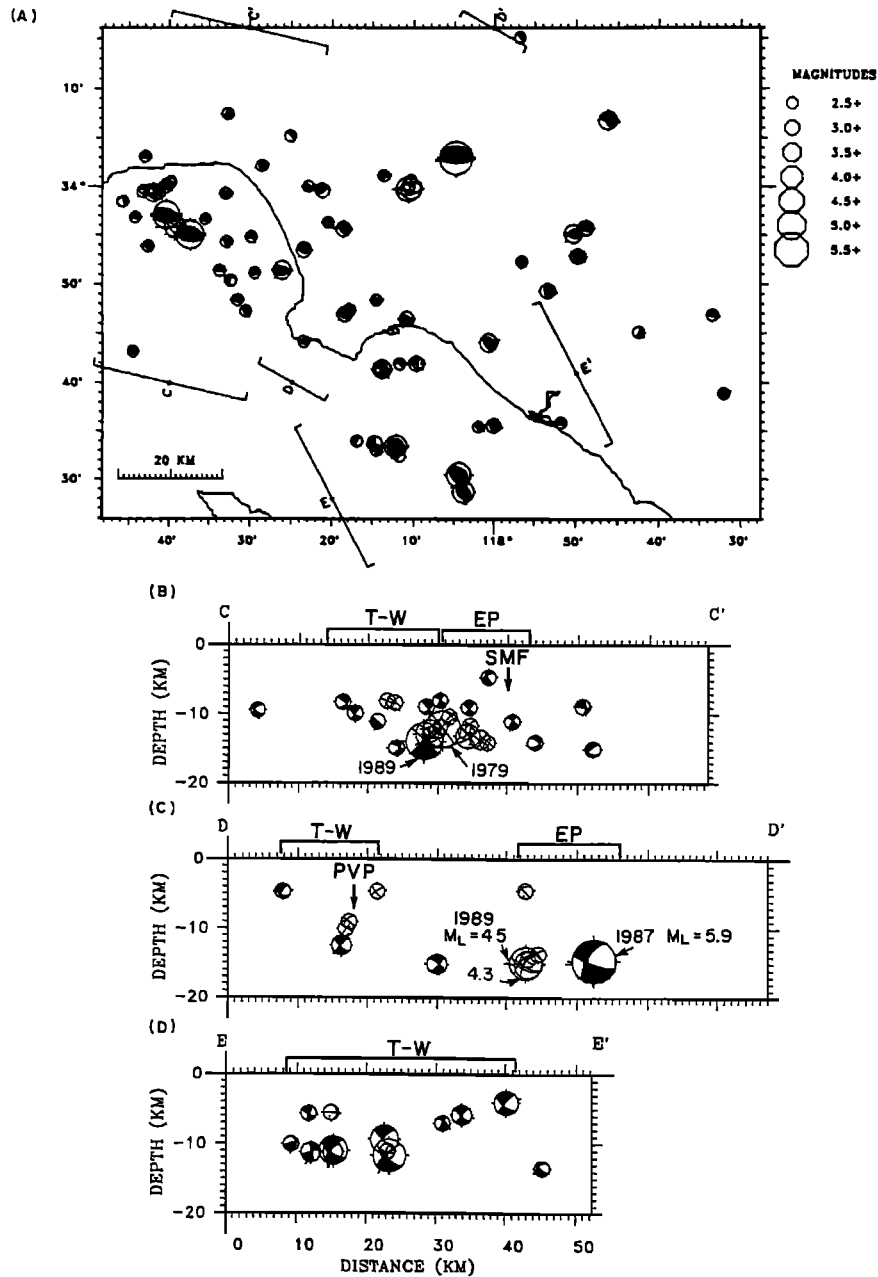 (A)
C'
D'
MAGNITUDES
2.5+
3.0+
3.5+
4.0+
4.5+
5.0+
5.5+
10'
34°
50'
40'
30'
C
D
E'
E
20 KM
40' 30' 20' 10' 118° 50' 40' 30'
(B)
C C'
T-W EP
SMF
0
-10
-20
DEPTH (KM)
1989 1979
(C)
D D'
T-W EP
PVP
0
-10
-20
DEPTH (KM)
1989
ML=45
4.3
1987 ML=5.9
(D)
E E'
T-W
0
-10
-20
DEPTH (KM)
0 10 20 30 40 50
DISTANCE (KM)